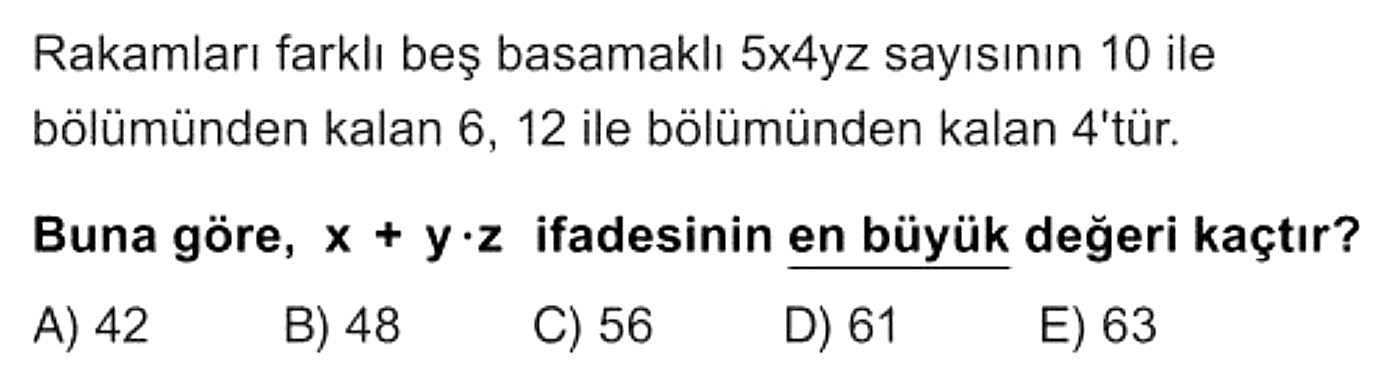 Rakamları farklı beş basamaklı 5x4yz sayısının 10 ile
bölümünden kalan 6, 12 ile bölümünden kalan 4'tür.
Buna göre, x + y·z ifadesinin en büyük değeri kaçtır?
A) 42 B) 48 C) 56 D) 61 E) 63